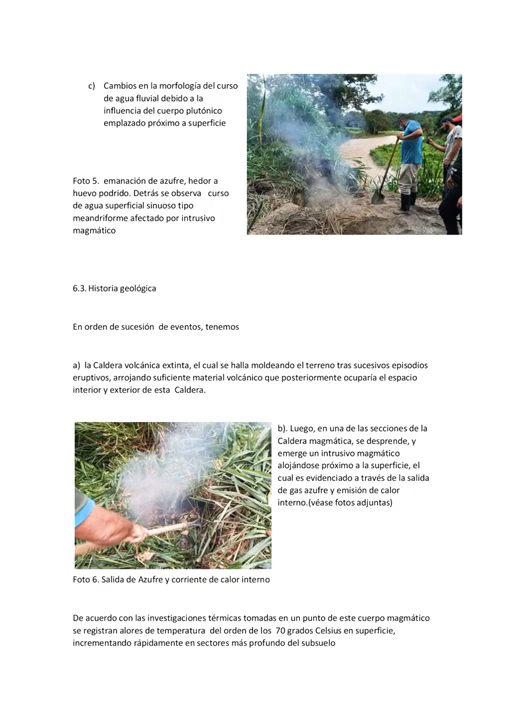 c) Cambios en la morfología del curso
de agua fluvial debido a la
influencia del cuerpo plutónico
emplazado próximo a superficie
Foto 5. emanación de azufre, hedor a
huevo podrido. Detrás se observa curso
de agua superficial sinuoso tipo
meandriforme afectado por intrusivo
magmático
6.3. Historia geológica
En orden de sucesión de eventos, tenemos
a) la Caldera volcánica extinta, el cual se halla moldeando el terreno tras sucesivos episodios
eruptivos, arrojando suficiente material volcánico que posteriormente ocuparía el espacio
interior y exterior de esta Caldera.
b). Luego, en una de las secciones de la
Caldera magmática, se desprende, y
emerge un intrusivo magmático
alojándose próximo a la superficie, el
cual es evidenciado a través de la salida
de gas azufre y emisión de calor
interno.(véase fotos adjuntas)
Foto 6. Salida de Azufre y corriente de calor interno
De acuerdo con las investigaciones térmicas tomadas en un punto de este cuerpo magmático
se registran alores de temperatura del orden de los 70 grados Celsius en superficie,
incrementando rápidamente en sectores más profundo del subsuelo